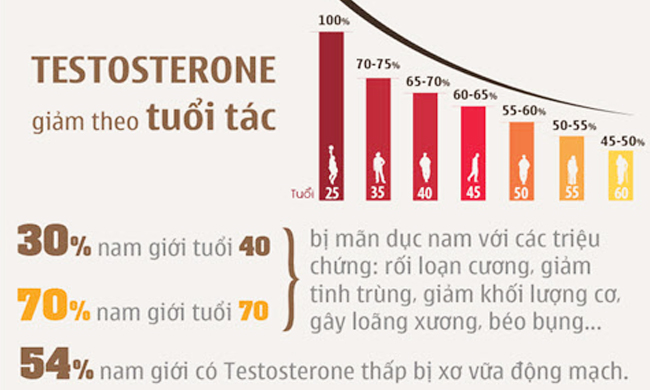 TESTOSTERONE
giảm theo tuổi tác
100%
70-75%
65-70%
60-65%
55-60%
50-55%
45-50%
Tuổi 25 35 40 45 50 55 60
30% nam giới tuổi 40
70% nam giới tuổi 70
bị mãn dục nam với các triệu
chứng: rối loạn cương, giảm
tinh trùng, giảm khối lượng cơ,
gây loãng xương, béo bụng...
54% nam giới có Testosterone thấp bị xơ vữa động mạch.